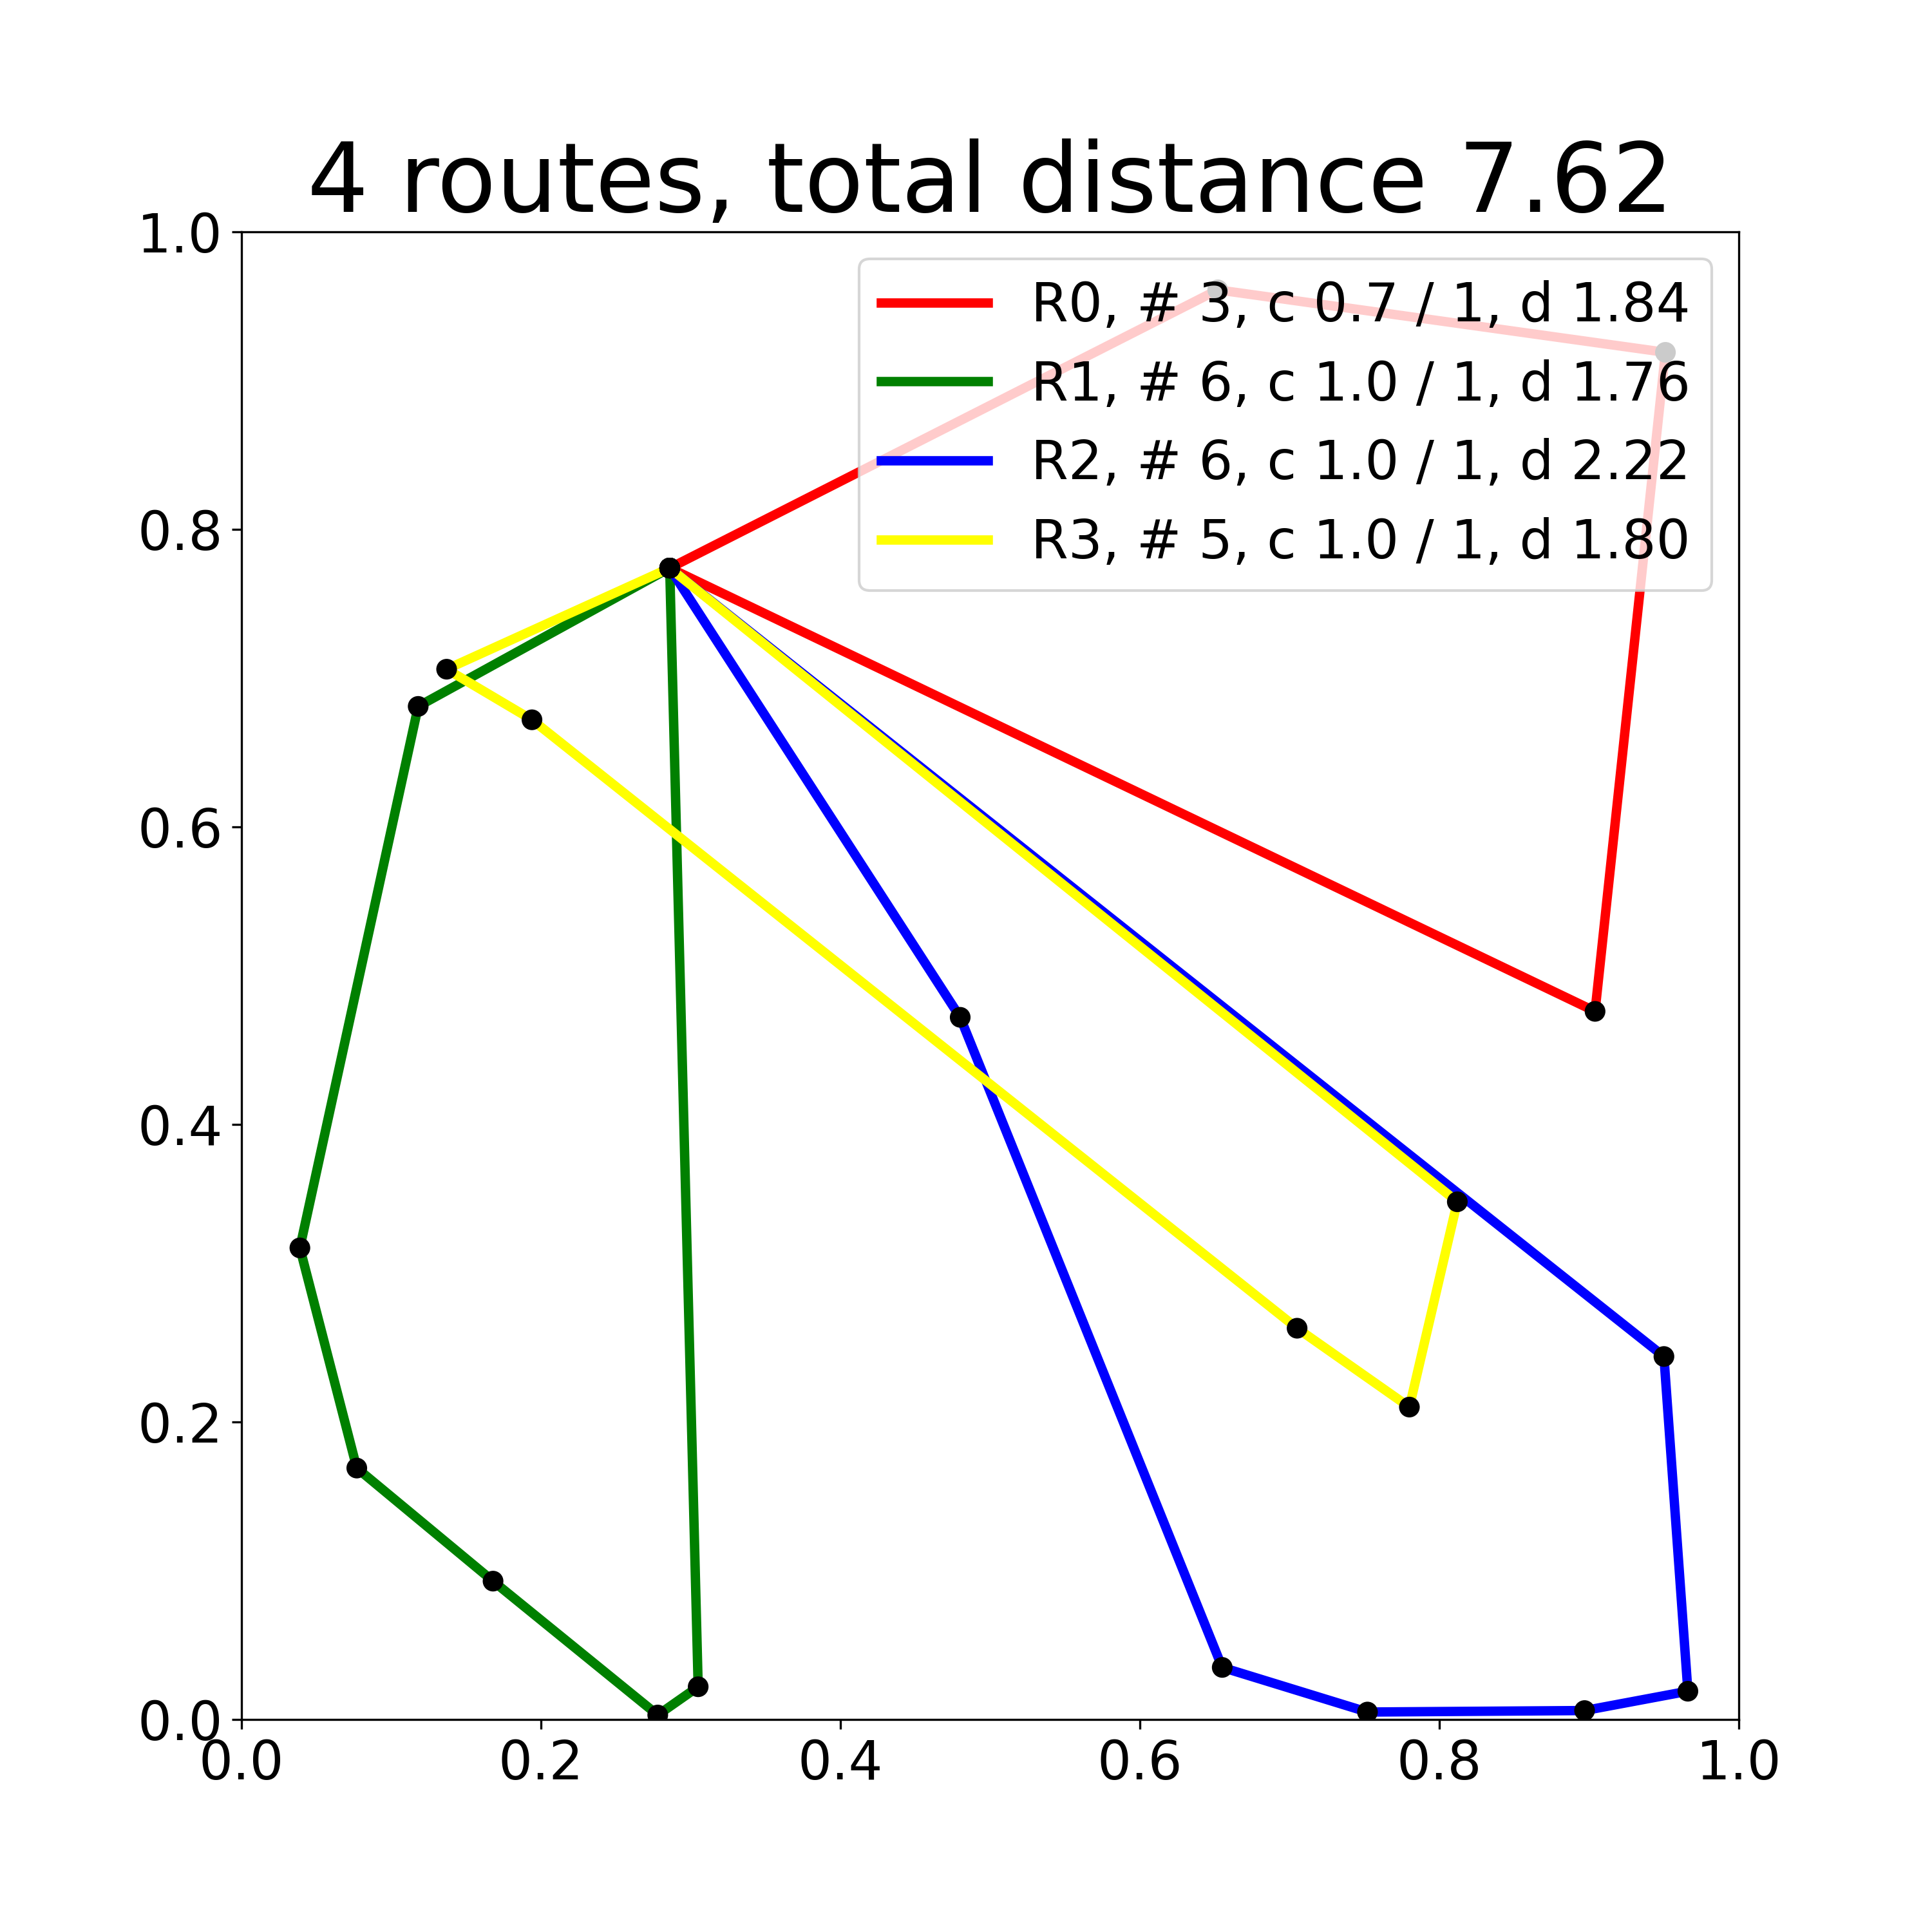 4 routes, total distance 7.62
R0, # 3, c 0.7 / 1, d 1.84
R1, # 6, c 1.0 / 1, d 1.76
R2, # 6, c 1.0 / 1, d 2.22
R3, # 5, c 1.0 / 1, d 1.80
1.0
0.8
0.6
0.4
0.2
0.0
0.0 0.2 0.4 0.6 0.8 1.0